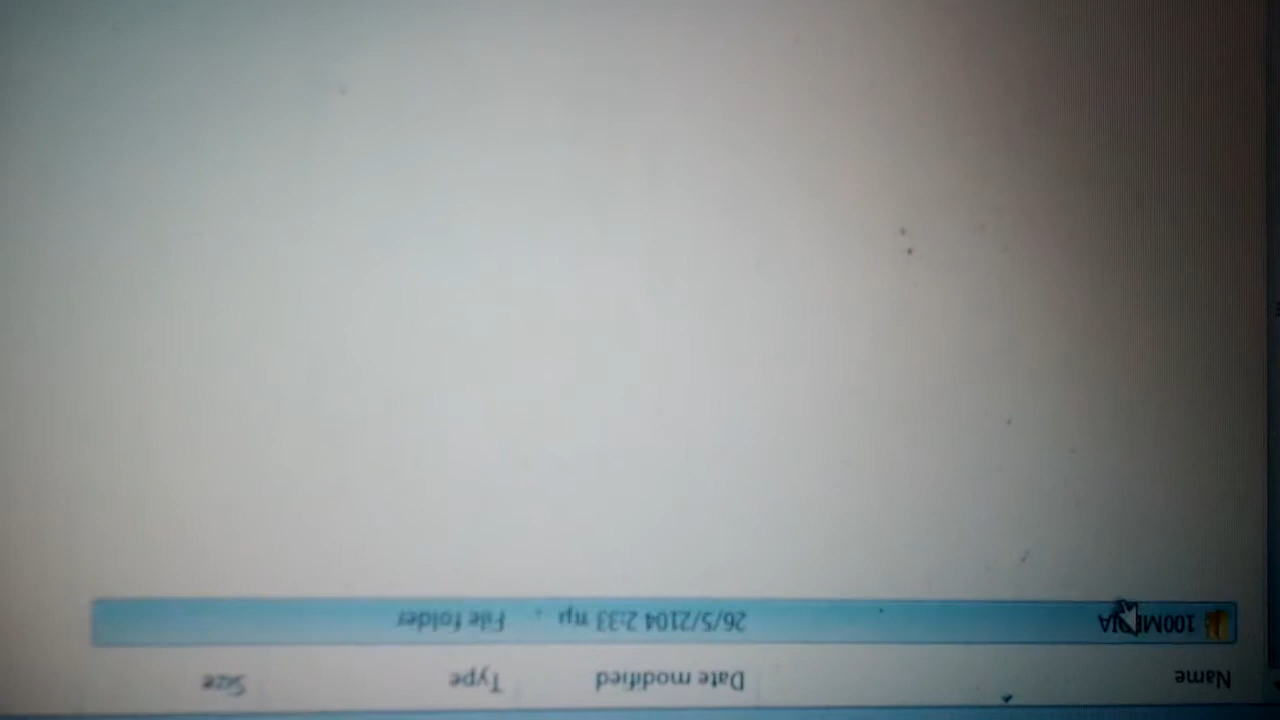 Name Date modified Type Size
100MEDIA 26/5/2104 2:33 πμ File folder